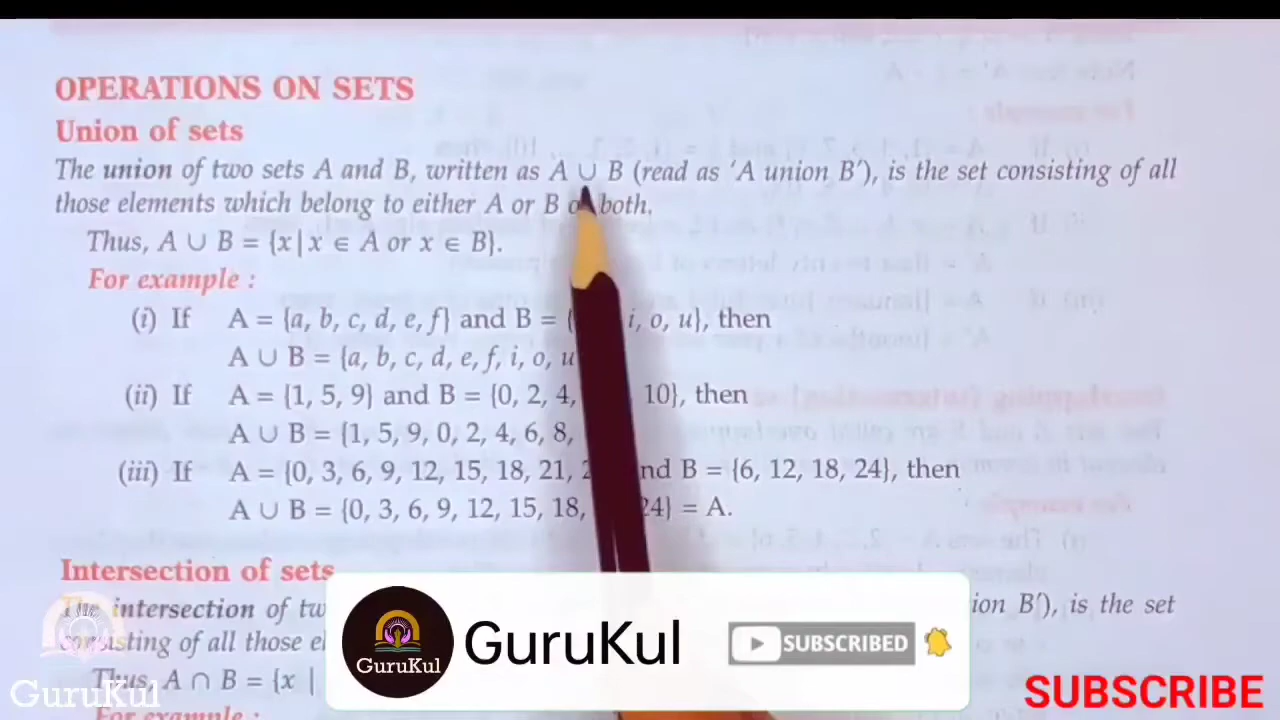 OPERATIONS ON SETS
Union of sets
The union of two sets A and B, written as A ∪ B (read as 'A union B'), is the set consisting of all
those elements which belong to either A or B both.
Thus, A ∪ B = {x | x ∈ A or x ∈ B}.
For example :
(i) If A = {a, b, c, d, e, f} and B = { i, o, u}, then
A ∪ B = {a, b, c, d, e, f, i, o, u
(ii) If A = {1, 5, 9} and B = {0, 2, 4, 10}, then
A ∪ B = {1, 5, 9, 0, 2, 4, 6, 8,
(iii) If A = {0, 3, 6, 9, 12, 15, 18, 21, B = {6, 12, 18, 24}, then
A ∪ B = {0, 3, 6, 9, 12, 15, 18, 24} = A.
Intersection of sets
The intersection of B'), is the set
consisting of all those
Thus, A ∩ B = {x |
For example :
GuruKul
GuruKul
SUBSCRIBED
GuruKul
SUBSCRIBE